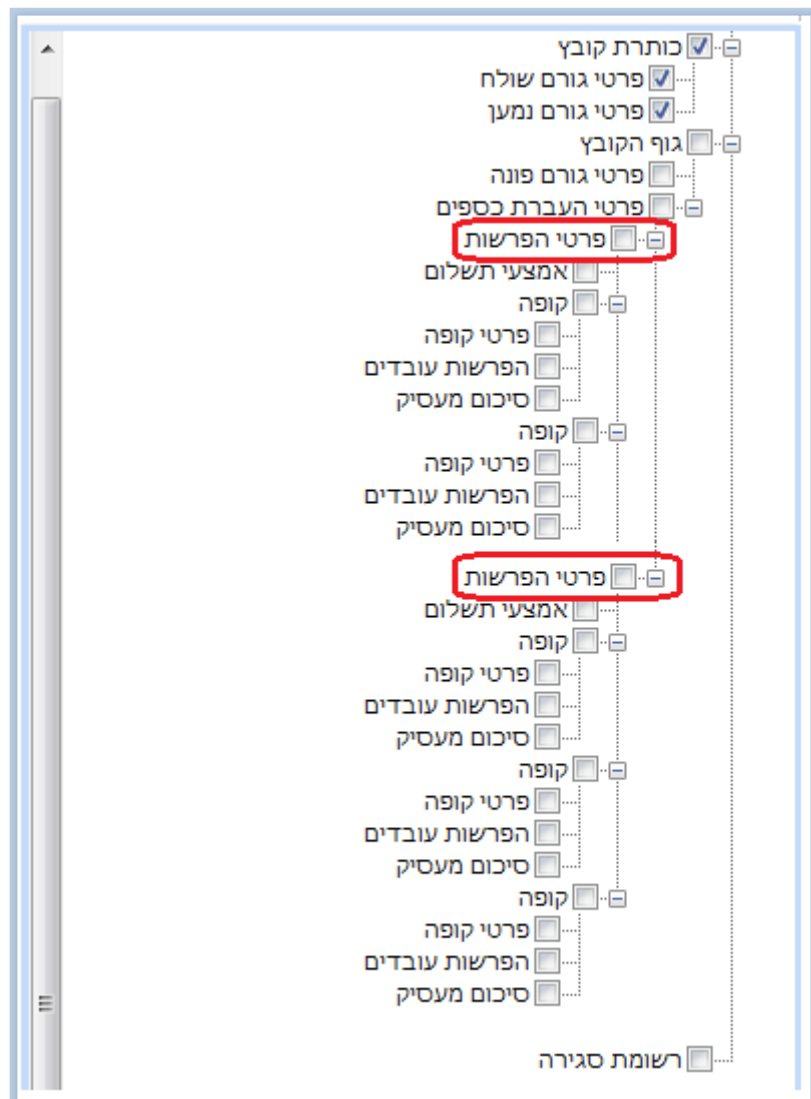 כותרת קובץ
פרטי גורם שולח
פרטי גורם נמען
גוף הקובץ
פרטי גורם פונה
פרטי העברת כספים
פרטי הפרשות
אמצעי תשלום
קופה
פרטי קופה
הפרשות עובדים
סיכום מעסיק
קופה
פרטי קופה
הפרשות עובדים
סיכום מעסיק
פרטי הפרשות
אמצעי תשלום
קופה
פרטי קופה
הפרשות עובדים
סיכום מעסיק
קופה
פרטי קופה
הפרשות עובדים
סיכום מעסיק
קופה
פרטי קופה
הפרשות עובדים
סיכום מעסיק
רשומת סגירה